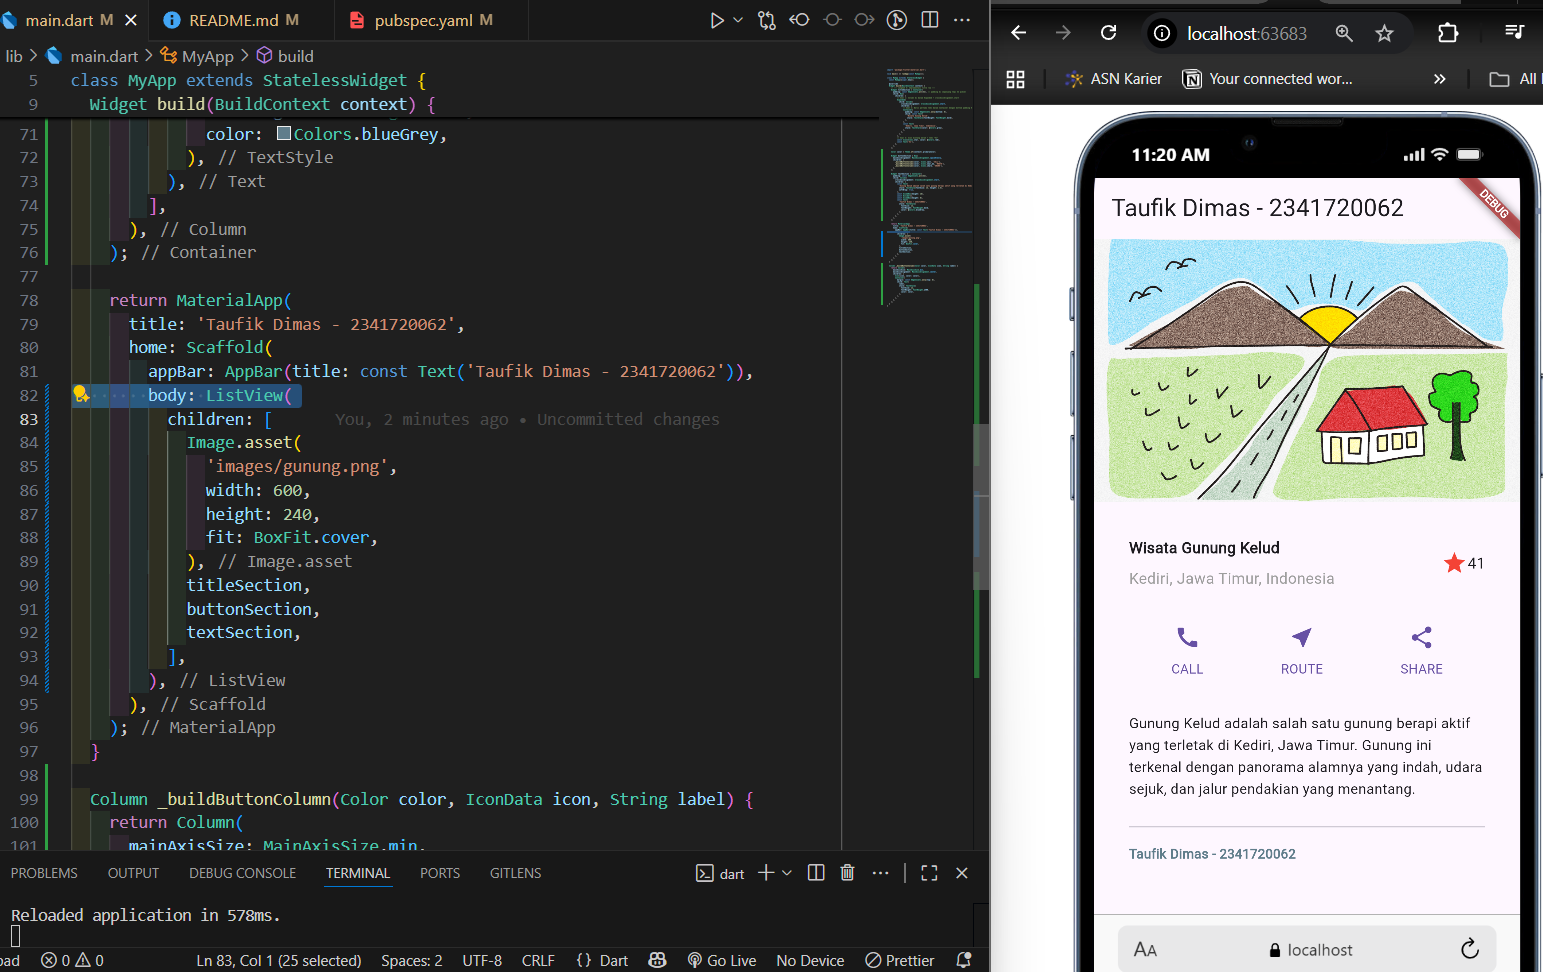 main.dart M
README.md M
pubspec.yaml M
lib > main.dart > MyApp > build
5 class MyApp extends StatelessWidget {
9 Widget build(BuildContext context) {
71 color: Colors.blueGrey,
72 ), // TextStyle
73 ), // Text
74 ],
75 ), // Column
76 ); // Container
77
78 return MaterialApp(
79 title: 'Taufik Dimas - 2341720062',
80 home: Scaffold(
81 appBar: AppBar(title: const Text('Taufik Dimas - 2341720062')),
82 body: ListView(
83 children: [ You, 2 minutes ago • Uncommitted changes
84 Image.asset(
85 'images/gunung.png',
86 width: 600,
87 height: 240,
88 fit: BoxFit.cover,
89 ), // Image.asset
90 titleSection,
91 buttonSection,
92 textSection,
93 ],
94 ), // ListView
95 ), // Scaffold
96 ); // MaterialApp
97 }
98
99 Column _buildButtonColumn(Color color, IconData icon, String label) {
100 return Column(
101 mainAxisSize: MainAxisSize.min,
PROBLEMS OUTPUT DEBUG CONSOLE TERMINAL PORTS GITLENS
dart
Reloaded application in 578ms.
oad 0 0 Ln 83, Col 1 (25 selected) Spaces: 2 UTF-8 CRLF {} Dart Go Live No Device Prettier
localhost:63683
ASN Karier
Your connected wor...
» All
11:20 AM
DEBUG
Taufik Dimas - 2341720062
Wisata Gunung Kelud
Kediri, Jawa Timur, Indonesia
41
CALL ROUTE SHARE
Gunung Kelud adalah salah satu gunung berapi aktif
yang terletak di Kediri, Jawa Timur. Gunung ini
terkenal dengan panorama alamnya yang indah, udara
sejuk, dan jalur pendakian yang menantang.
Taufik Dimas - 2341720062
AA localhost